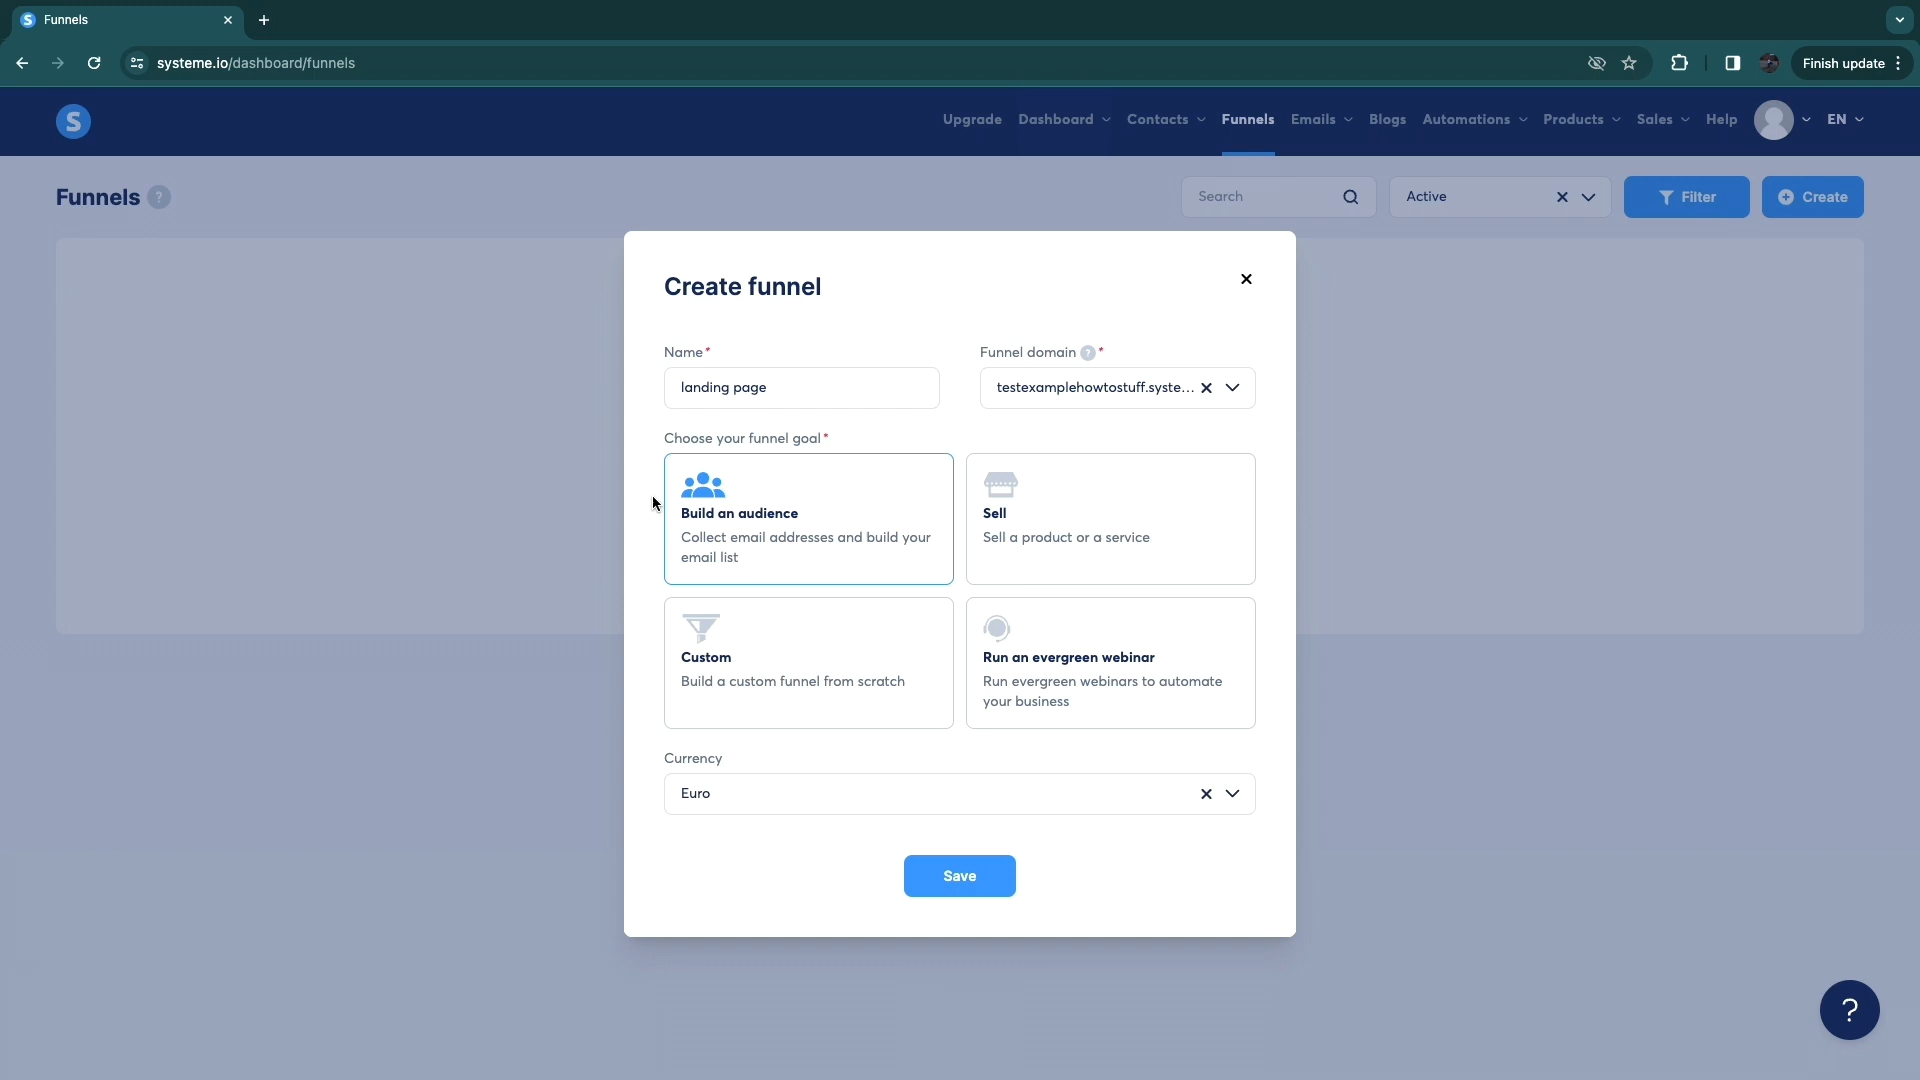 Funnels
systeme.io/dashboard/funnels
Finish update
S
Upgrade Dashboard Contacts Funnels Emails Blogs Automations Products Sales Help EN
Funnels ?
Search
Active
Filter
Create
Create funnel
Name* Funnel domain ? *
landing page testexamplehowtostuff.syste...
Choose your funnel goal*
Build an audience
Collect email addresses and build your
email list
Sell
Sell a product or a service
Custom
Build a custom funnel from scratch
Run an evergreen webinar
Run evergreen webinars to automate
your business
Currency
Euro
Save
?